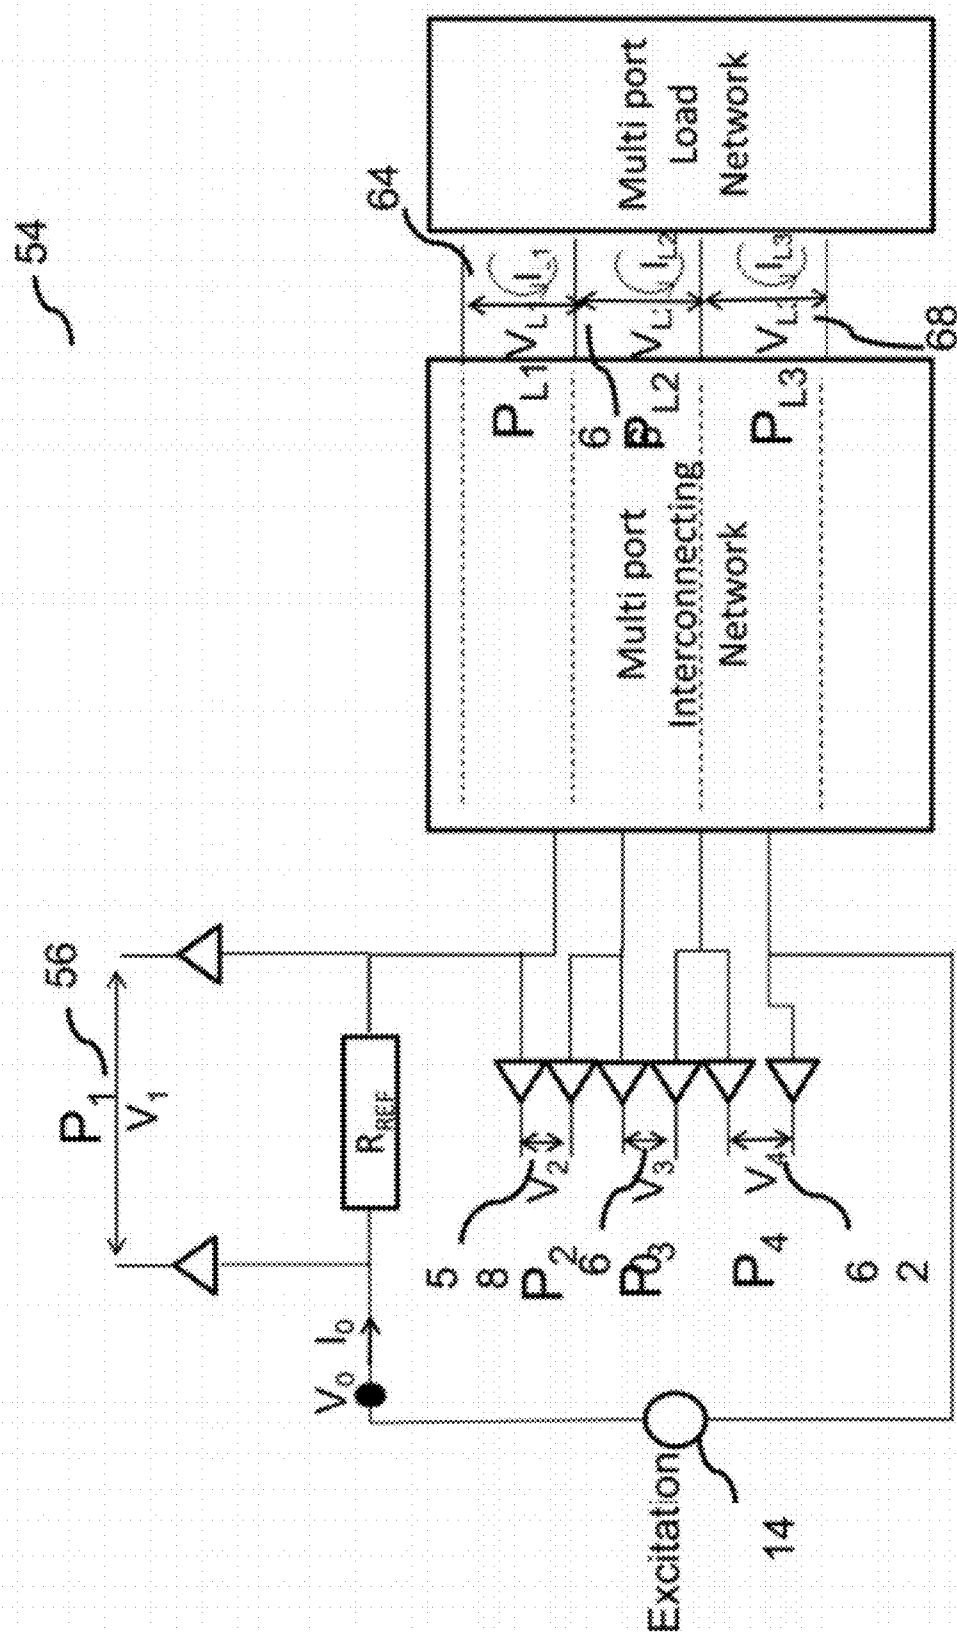 54
56
P1
V1
64
Multi port
Load
Network
VL1
IL1
VL2
IL2
VL3
IL3
68
PL1
66
PL2
PL3
Multi port
Interconnecting
Network
RREF
V0
I0
V2
V3
V4
58
P2
60
P3
P4
62
Excitation
14